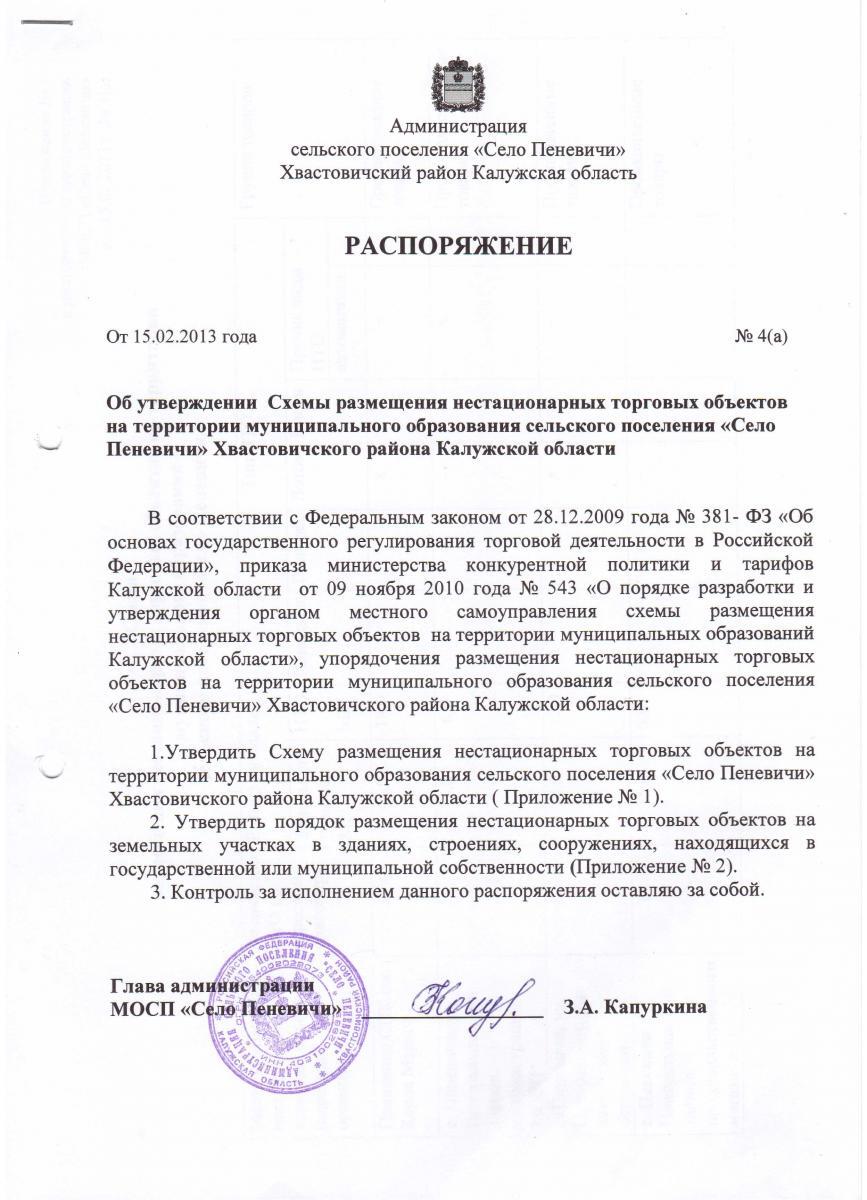 Администрация
сельского поселения «Село Пеневичи»
Хвастовичский район Калужская область
РАСПОРЯЖЕНИЕ
От 15.02.2013 года № 4(а)
Об утверждении Схемы размещения нестационарных торговых объектов
на территории муниципального образования сельского поселения «Село
Пеневичи» Хвастовичского района Калужской области
В соответствии с Федеральным законом от 28.12.2009 года № 381- ФЗ «Об
основах государственного регулирования торговой деятельности в Российской
Федерации», приказа министерства конкурентной политики и тарифов
Калужской области от 09 ноября 2010 года № 543 «О порядке разработки и
утверждения органом местного самоуправления схемы размещения
нестационарных торговых объектов на территории муниципальных образований
Калужской области», упорядочения размещения нестационарных торговых
объектов на территории муниципального образования сельского поселения
«Село Пеневичи» Хвастовичского района Калужской области:
1.Утвердить Схему размещения нестационарных торговых объектов на
территории муниципального образования сельского поселения «Село Пеневичи»
Хвастовичского района Калужской области ( Приложение № 1).
2. Утвердить порядок размещения нестационарных торговых объектов на
земельных участках в зданиях, строениях, сооружениях, находящихся в
государственной или муниципальной собственности (Приложение № 2).
3. Контроль за исполнением данного распоряжения оставляю за собой.
Глава администрации
МОСП «Село Пеневичи» З.А. Капуркина
РОССИЙСКАЯ ФЕДЕРАЦИЯ
КАЛУЖСКАЯ ОБЛАСТЬ